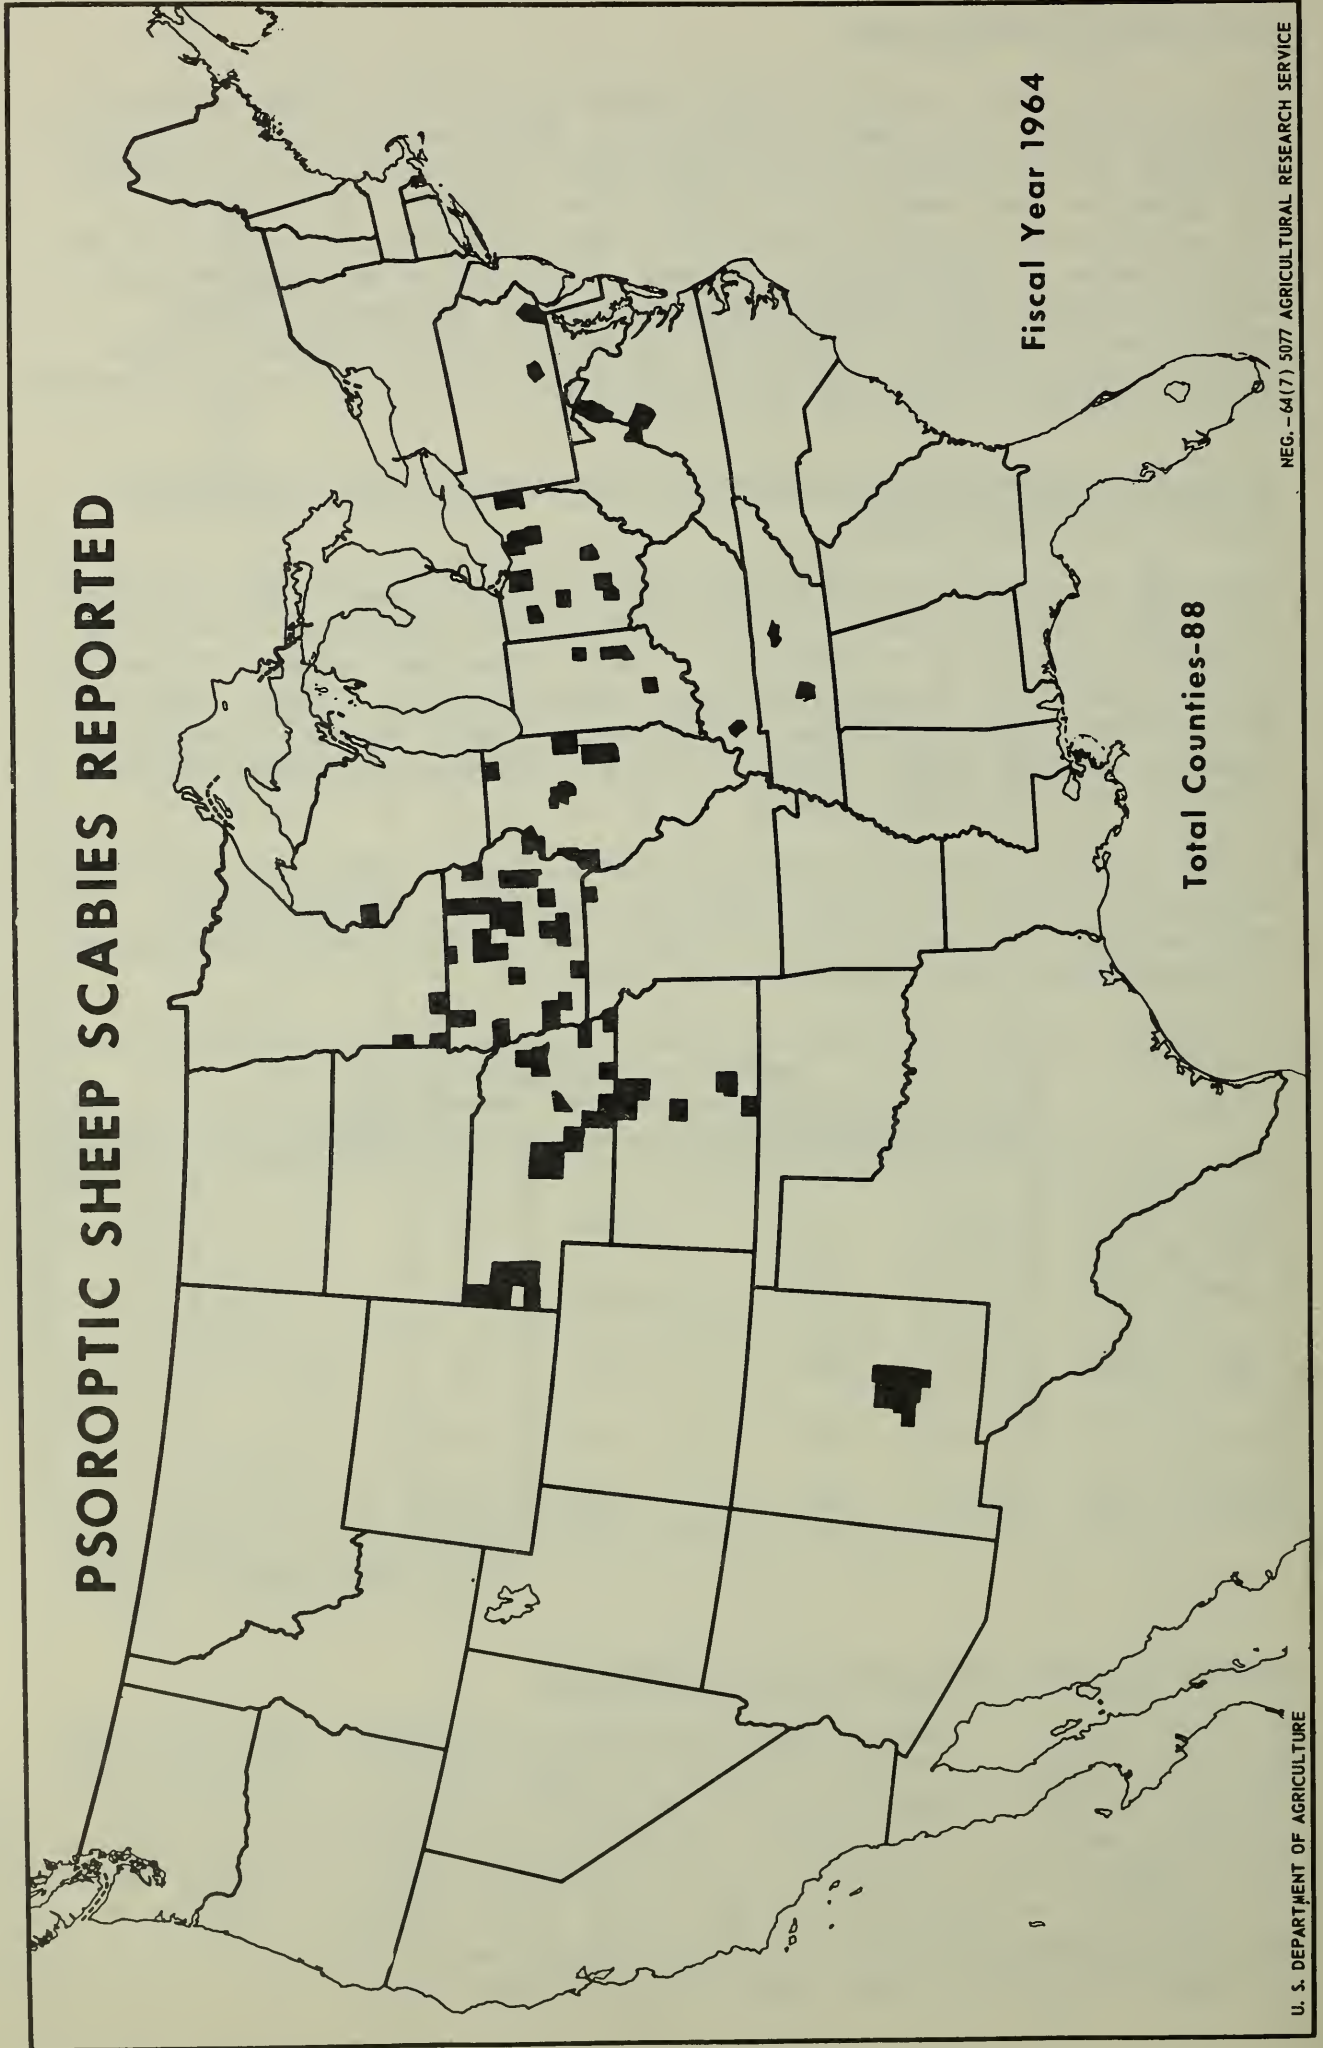 PSOROPTIC SHEEP SCABIES REPORTED
Fiscal Year 1964
Total Counties-88
U. S. DEPARTMENT OF AGRICULTURE
NEG.-64(7) 5077 AGRICULTURAL RESEARCH SERVICE